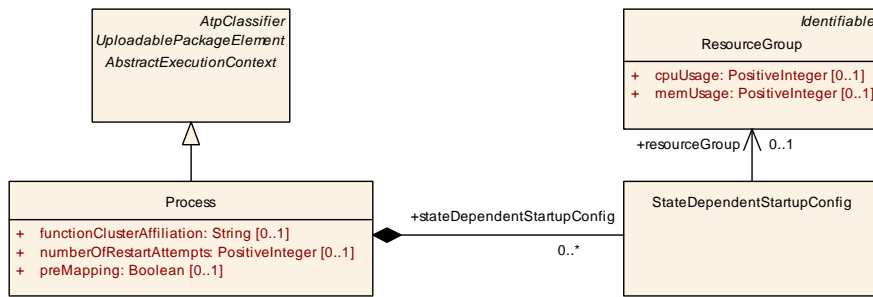 AtpClassifier
UploadablePackageElement
AbstractExecutionContext
Identifiable
ResourceGroup
+ cpuUsage: PositiveInteger [0..1]
+ memUsage: PositiveInteger [0..1]
+resourceGroup 0..1
Process
+ functionClusterAffiliation: String [0..1]
+ numberOfRestartAttempts: PositiveInteger [0..1]
+ preMapping: Boolean [0..1]
+stateDependentStartupConfig
0..*
StateDependentStartupConfig